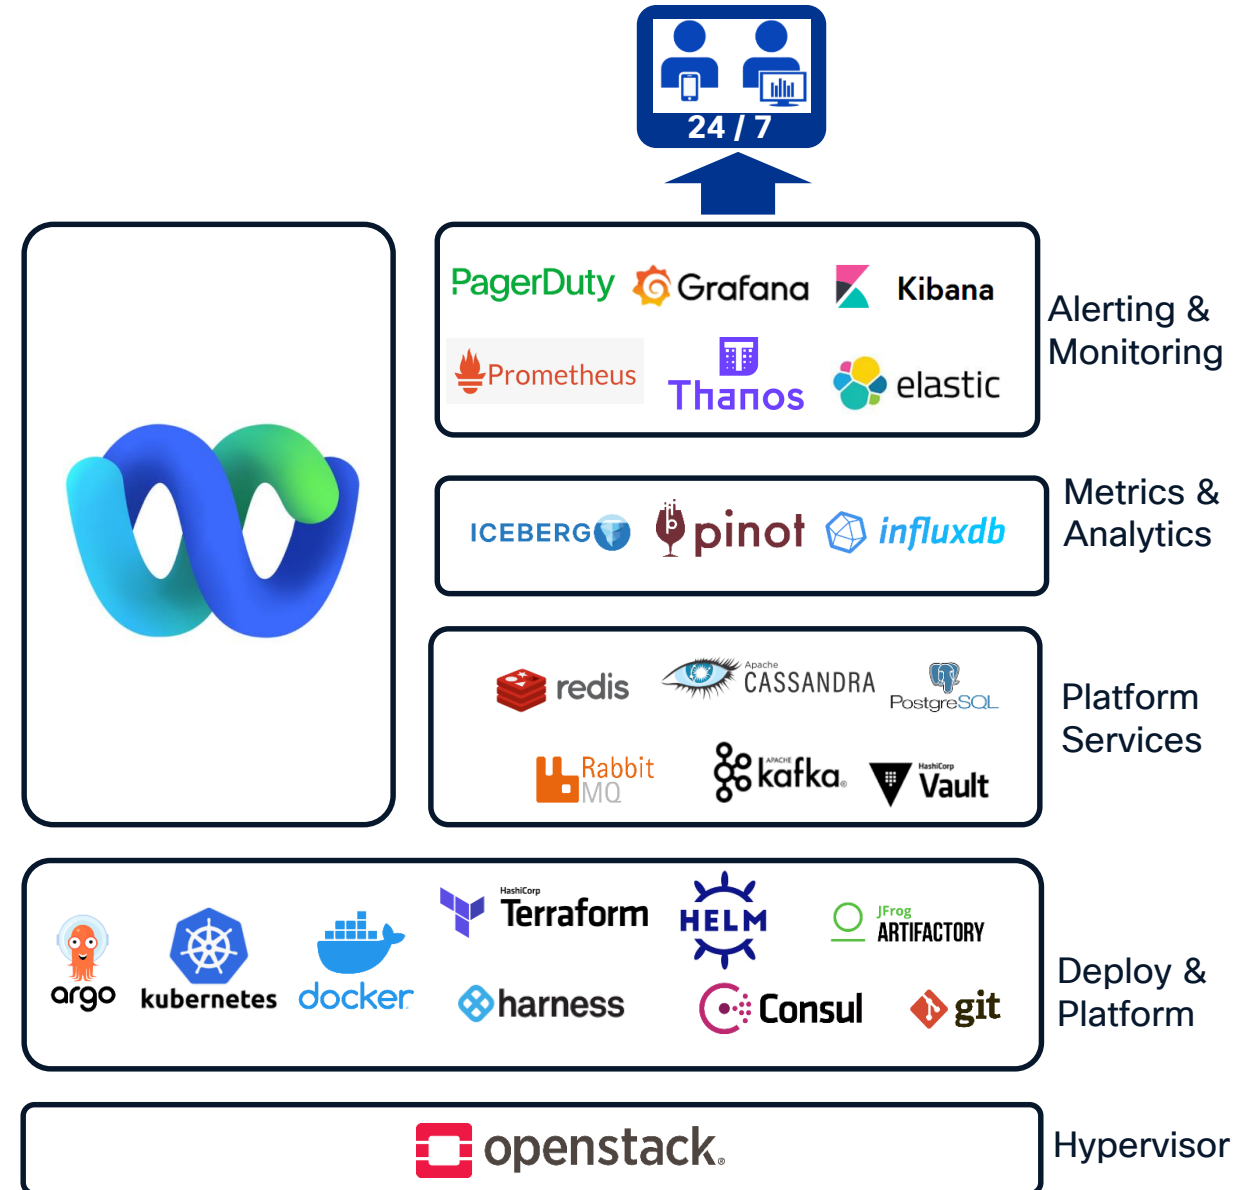 24 / 7
PagerDuty
Grafana
Kibana
Alerting &
Monitoring
Prometheus
Thanos
elastic
ICEBERG
pinot
influxdb
Metrics &
Analytics
redis
Apache
CASSANDRA
PostgreSQL
Platform
Services
Rabbit
MQ
APACHE
kafka®
HashiCorp
Vault
argo
kubernetes
docker
HashiCorp
Terraform
HELM
JFrog
ARTIFACTORY
harness
Consul
git
Deploy &
Platform
openstack®
Hypervisor